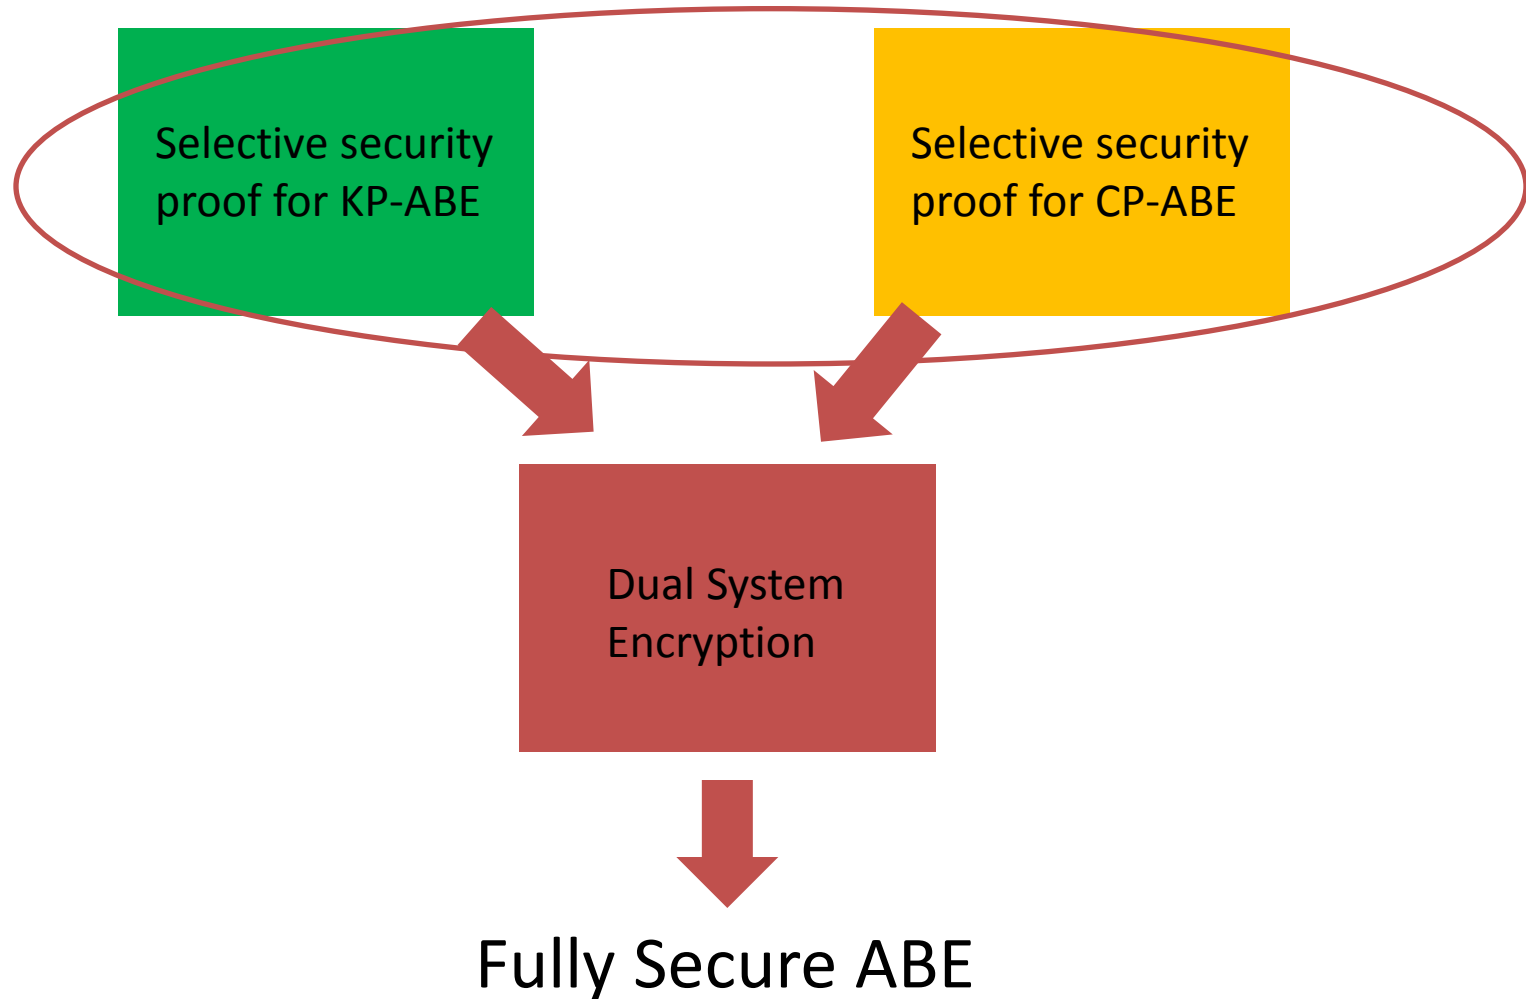 Selective security
proof for KP-ABE
Selective security
proof for CP-ABE
Dual System
Encryption
Fully Secure ABE